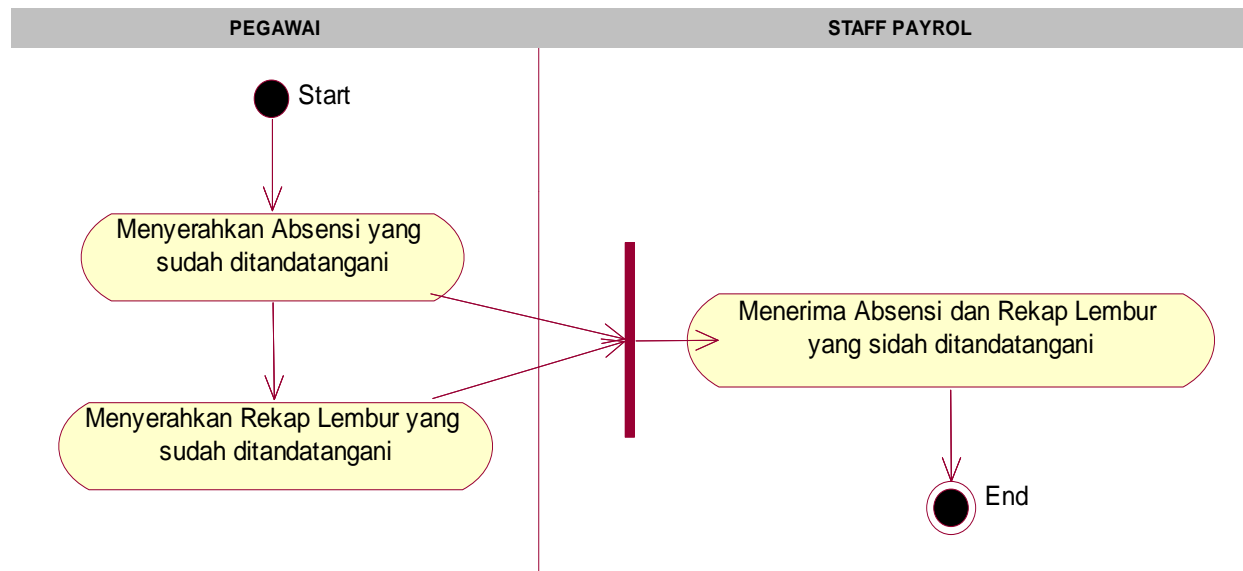 PEGAWAI
STAFF PAYROL
Start
Menyerahkan Absensi yang
sudah ditandatangani
Menerima Absensi dan Rekap Lembur
yang sidah ditandatangani
Menyerahkan Rekap Lembur yang
sudah ditandatangani
End